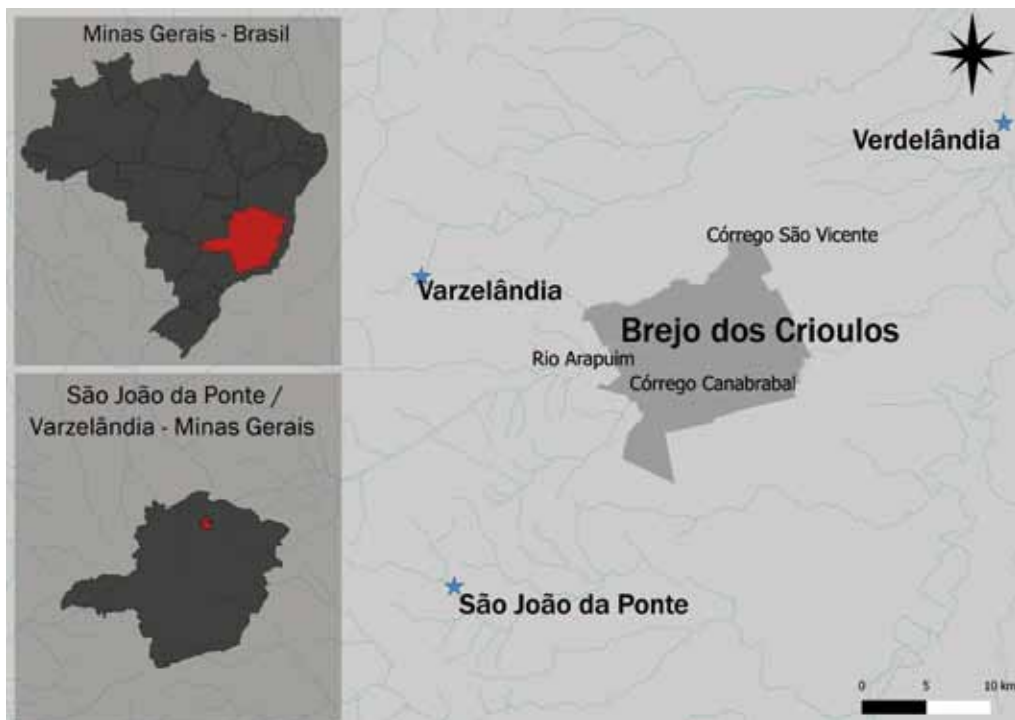 Minas Gerais - Brasil
São João da Ponte /
Varzelândia - Minas Gerais
Verdelândia
Córrego São Vicente
Varzelândia
Brejo dos Crioulos
Rio Arapuim
Córrego Canabrabal
São João da Ponte
0 5 10 km